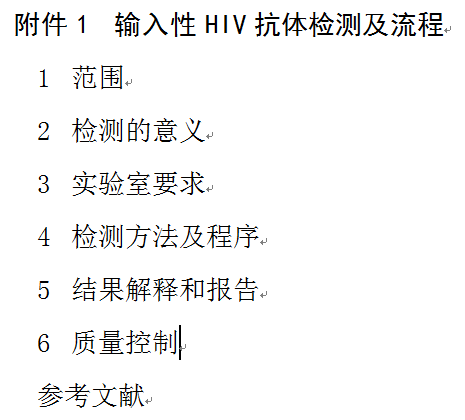 附件 1 输入性 HIV 抗体检测及流程
1 范围
2 检测的意义
3 实验室要求
4 检测方法及程序
5 结果解释和报告
6 质量控制
参考文献